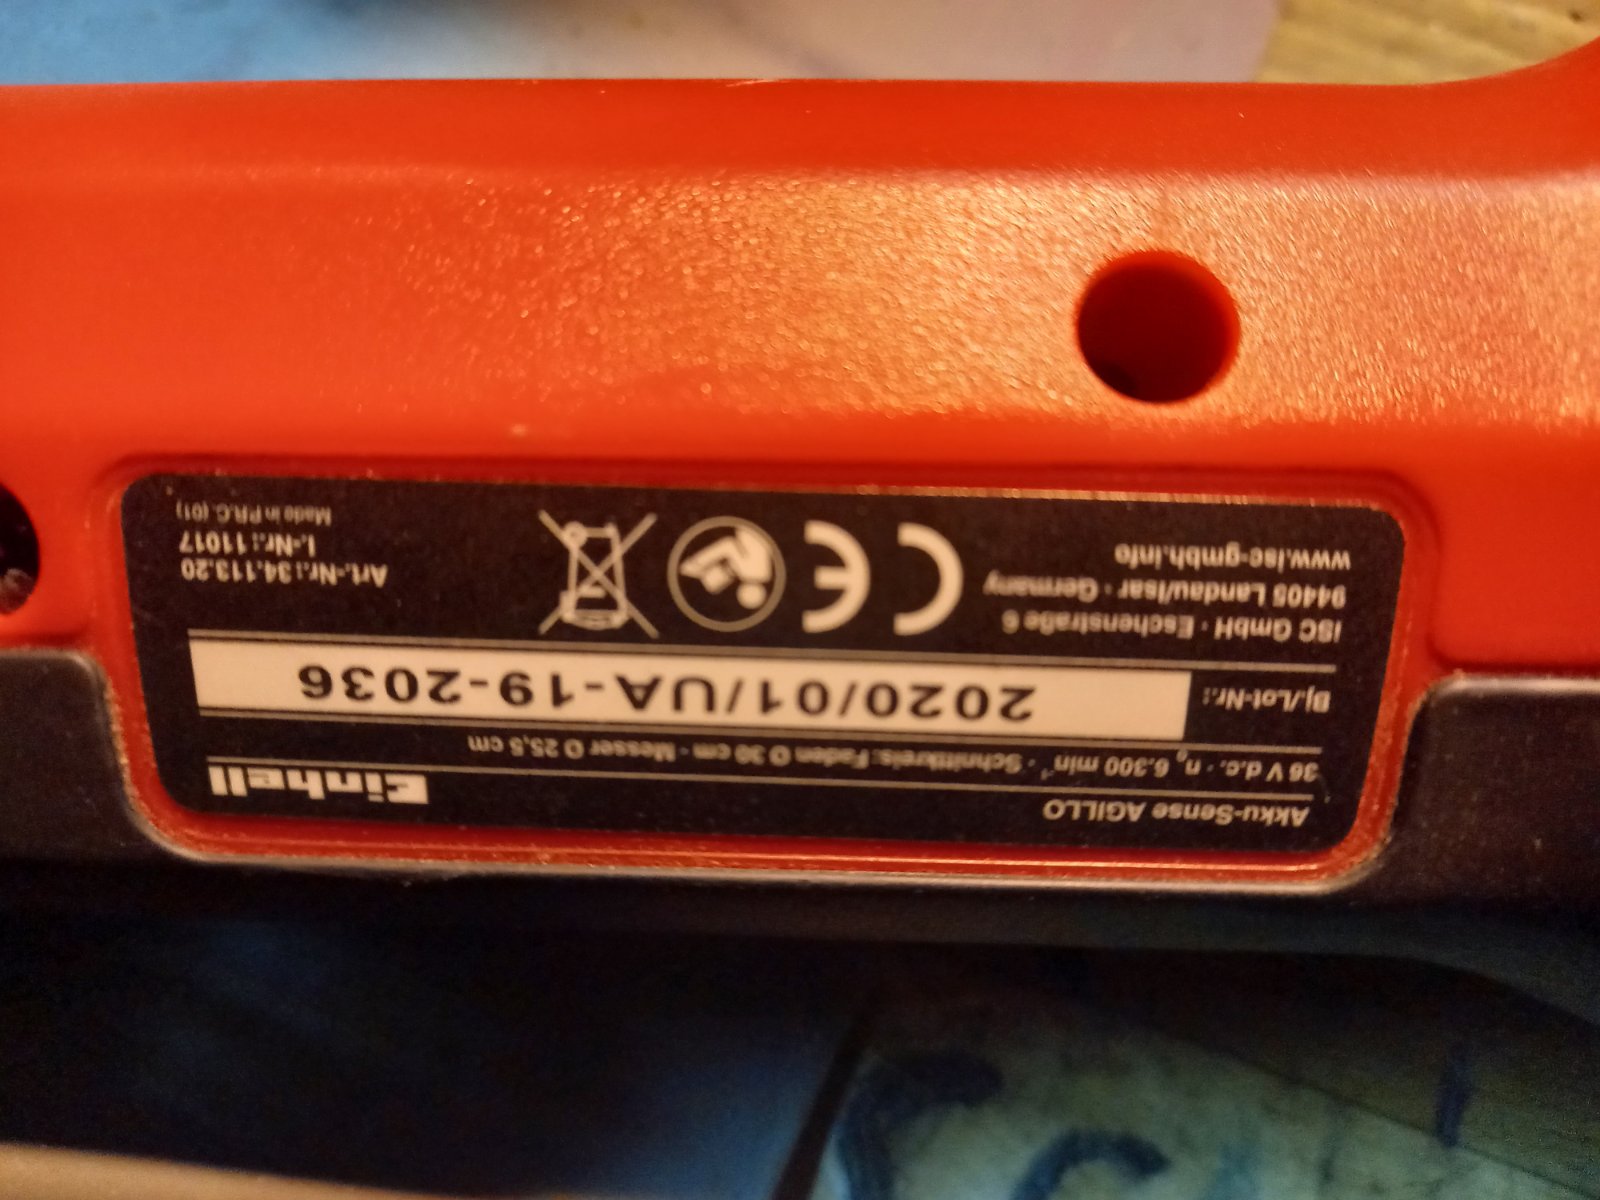 Akku-Sense AGILLO
Einhell
36 V d.c. · n₀ 6.300 min⁻¹ · Schnittkreis: Faden Ø 30 cm - Messer Ø 25,5 cm
Bj./Lot-Nr.: 2020/01/UA-19-2036
ISC GmbH · Eschenstraße 6
94405 Landau/Isar · Germany
www.isc-gmbh.info
CE
Art.-Nr.: 34.113.20
I.-Nr.: 11017
Made in P.R.C. (01)